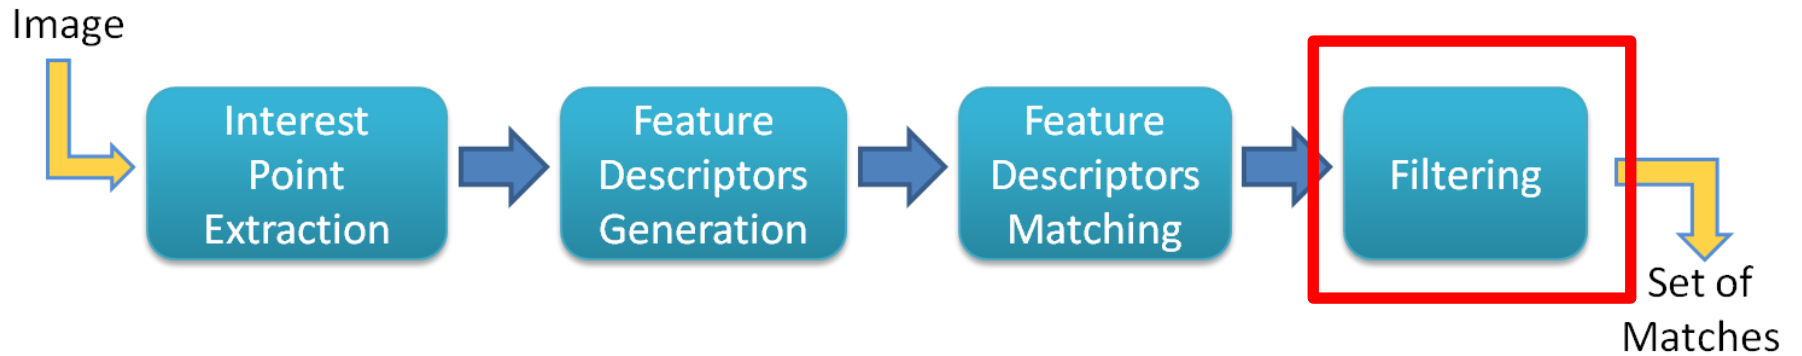 Image
Interest
Point
Extraction
Feature
Descriptors
Generation
Feature
Descriptors
Matching
Filtering
Set of
Matches